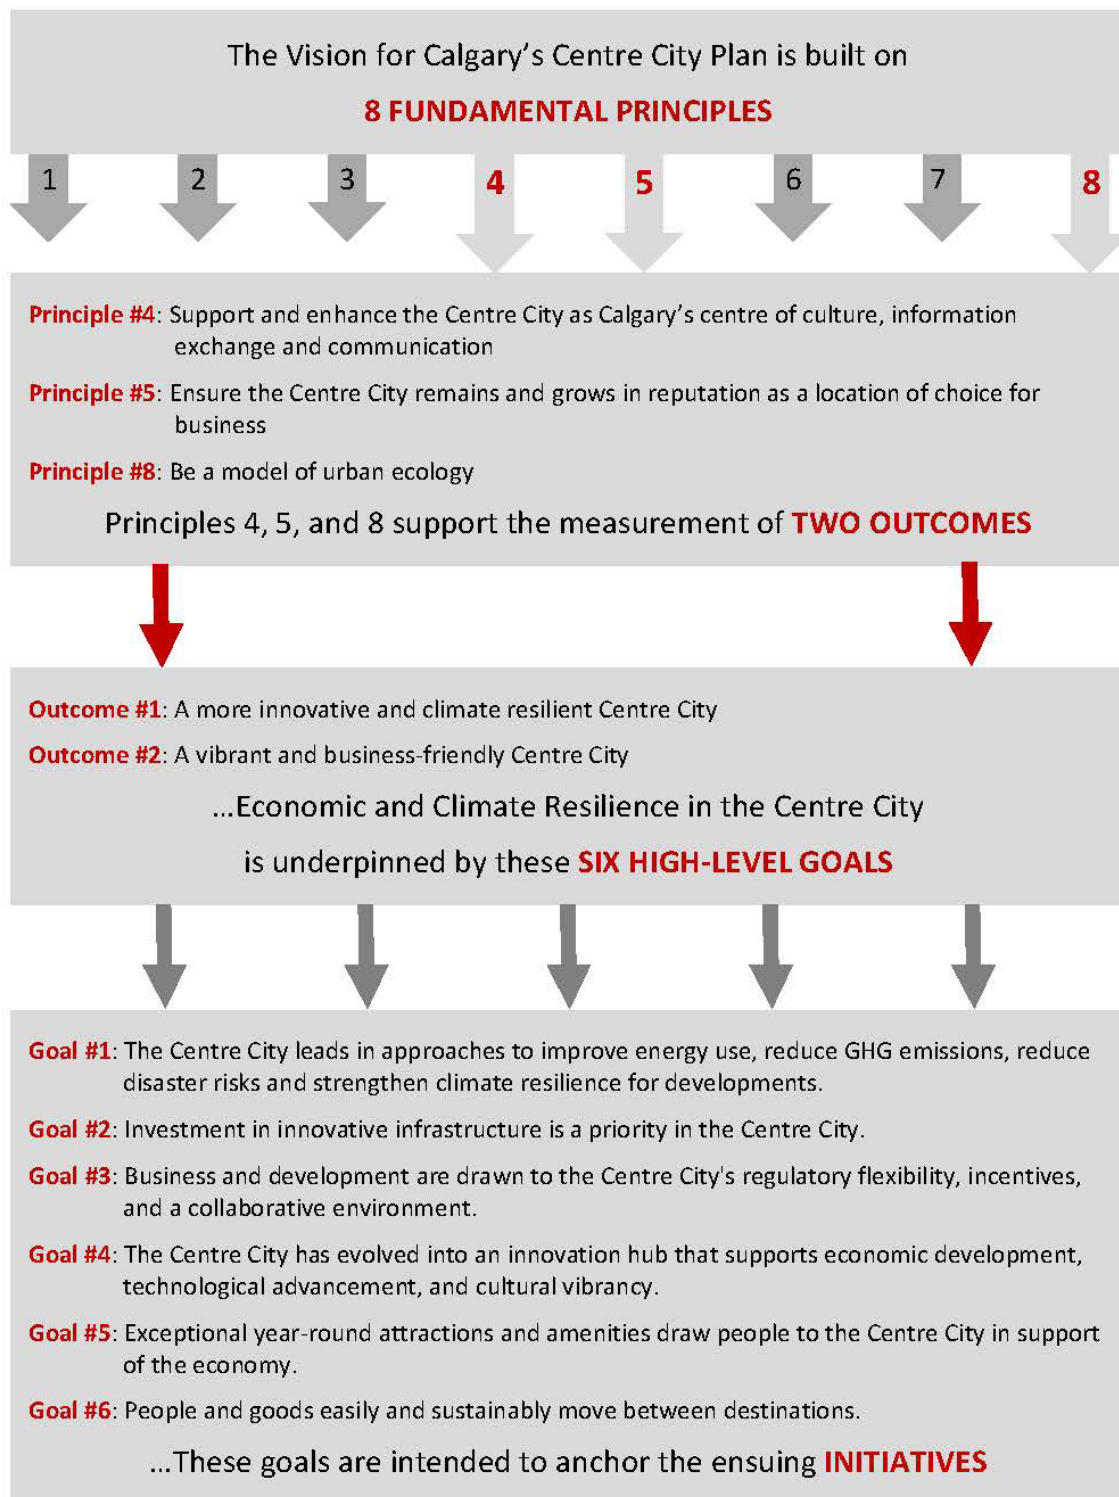 The Vision for Calgary’s Centre City Plan is built on
8 FUNDAMENTAL PRINCIPLES
1 2 3 4 5 6 7 8
Principle #4: Support and enhance the Centre City as Calgary’s centre of culture, information
exchange and communication
Principle #5: Ensure the Centre City remains and grows in reputation as a location of choice for
business
Principle #8: Be a model of urban ecology
Principles 4, 5, and 8 support the measurement of TWO OUTCOMES
Outcome #1: A more innovative and climate resilient Centre City
Outcome #2: A vibrant and business-friendly Centre City
...Economic and Climate Resilience in the Centre City
is underpinned by these SIX HIGH-LEVEL GOALS
Goal #1: The Centre City leads in approaches to improve energy use, reduce GHG emissions, reduce
disaster risks and strengthen climate resilience for developments.
Goal #2: Investment in innovative infrastructure is a priority in the Centre City.
Goal #3: Business and development are drawn to the Centre City's regulatory flexibility, incentives,
and a collaborative environment.
Goal #4: The Centre City has evolved into an innovation hub that supports economic development,
technological advancement, and cultural vibrancy.
Goal #5: Exceptional year-round attractions and amenities draw people to the Centre City in support
of the economy.
Goal #6: People and goods easily and sustainably move between destinations.
...These goals are intended to anchor the ensuing INITIATIVES